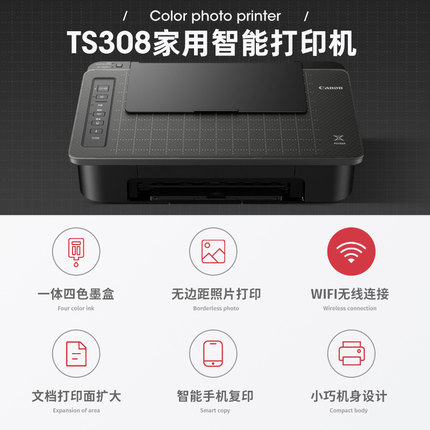 Color photo printer
TS308家用智能打印机
Canon
一体四色墨盒
Four color ink
无边距照片打印
Borderless photo
WIFI无线连接
Wireless connection
文档打印面扩大
Expansion of area
智能手机复印
Smart copy
小巧机身设计
Compact body